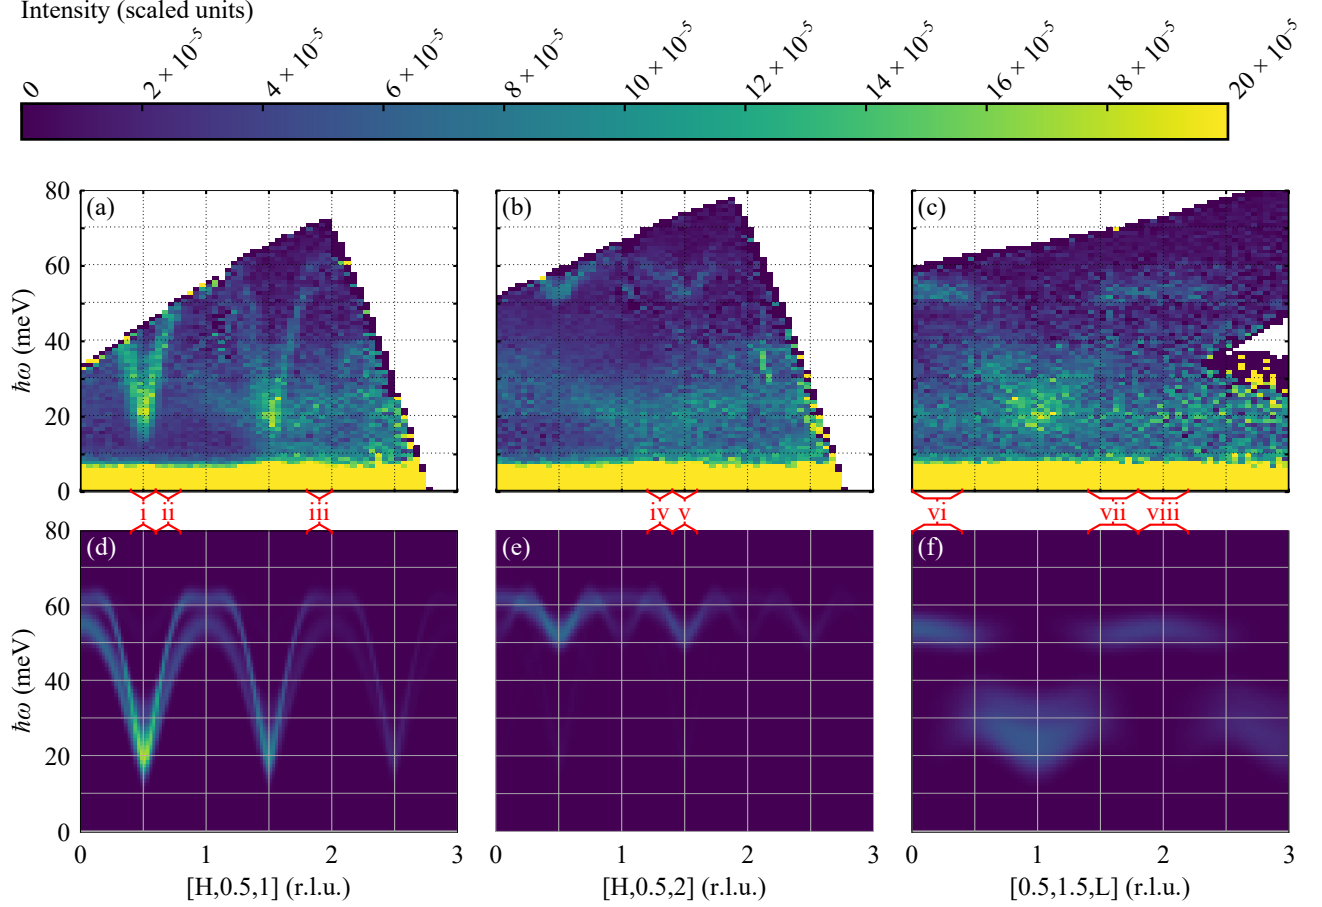 Intensity (scaled units)
0 2 × 10⁻⁵ 4 × 10⁻⁵ 6 × 10⁻⁵ 8 × 10⁻⁵ 10 × 10⁻⁵ 12 × 10⁻⁵ 14 × 10⁻⁵ 16 × 10⁻⁵ 18 × 10⁻⁵ 20 × 10⁻⁵
(a) (b) (c)
80
60
40
20
0
ħω (meV)
i ii iii iv v vi vii viii
(d) (e) (f)
80
60
40
20
0
ħω (meV)
0 1 2 3 0 1 2 3 0 1 2 3
[H,0.5,1] (r.l.u.) [H,0.5,2] (r.l.u.) [0.5,1.5,L] (r.l.u.)